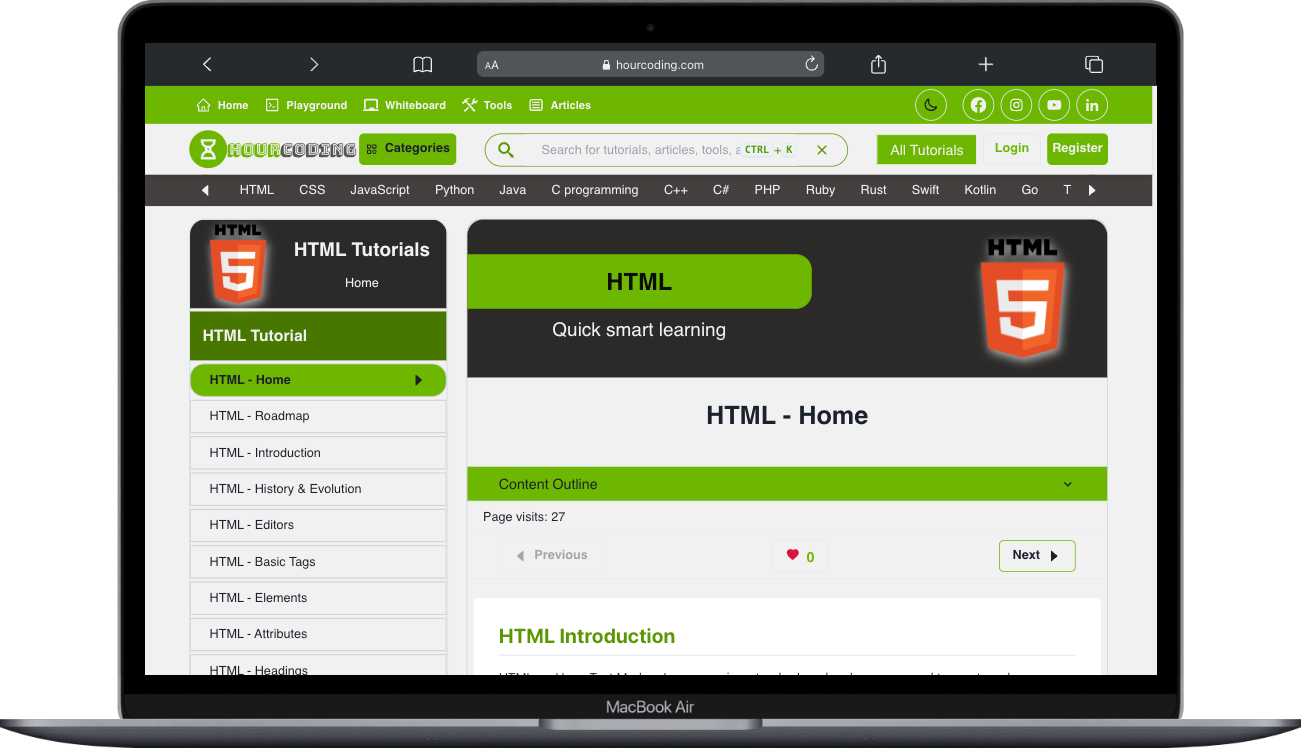 AA hourcoding.com
Home Playground Whiteboard Tools Articles
HOURCODING Categories Search for tutorials, articles, tools, CTRL + K All Tutorials Login Register
HTML CSS JavaScript Python Java C programming C++ C# PHP Ruby Rust Swift Kotlin Go T
HTML
5
HTML Tutorials
Home
HTML Tutorial
HTML - Home
HTML - Roadmap
HTML - Introduction
HTML - History & Evolution
HTML - Editors
HTML - Basic Tags
HTML - Elements
HTML - Attributes
HTML - Headings
HTML
Quick smart learning
HTML
5
HTML - Home
Content Outline
Page visits: 27
Previous 0 Next
HTML Introduction
MacBook Air